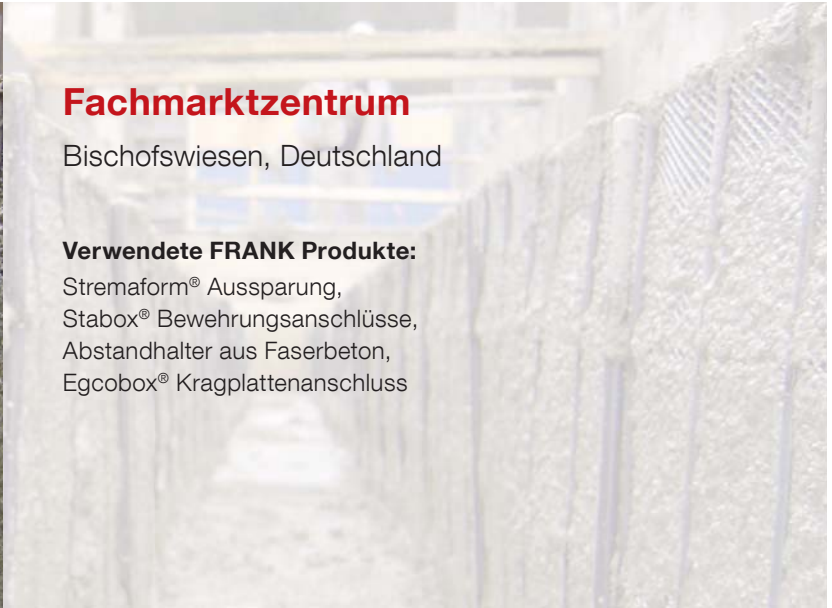 Fachmarktzentrum
Bischofswiesen, Deutschland
Verwendete FRANK Produkte:
Stremaform® Aussparung,
Stabox® Bewehrungsanschlüsse,
Abstandhalter aus Faserbeton,
Egcobox® Kragplattenanschluss